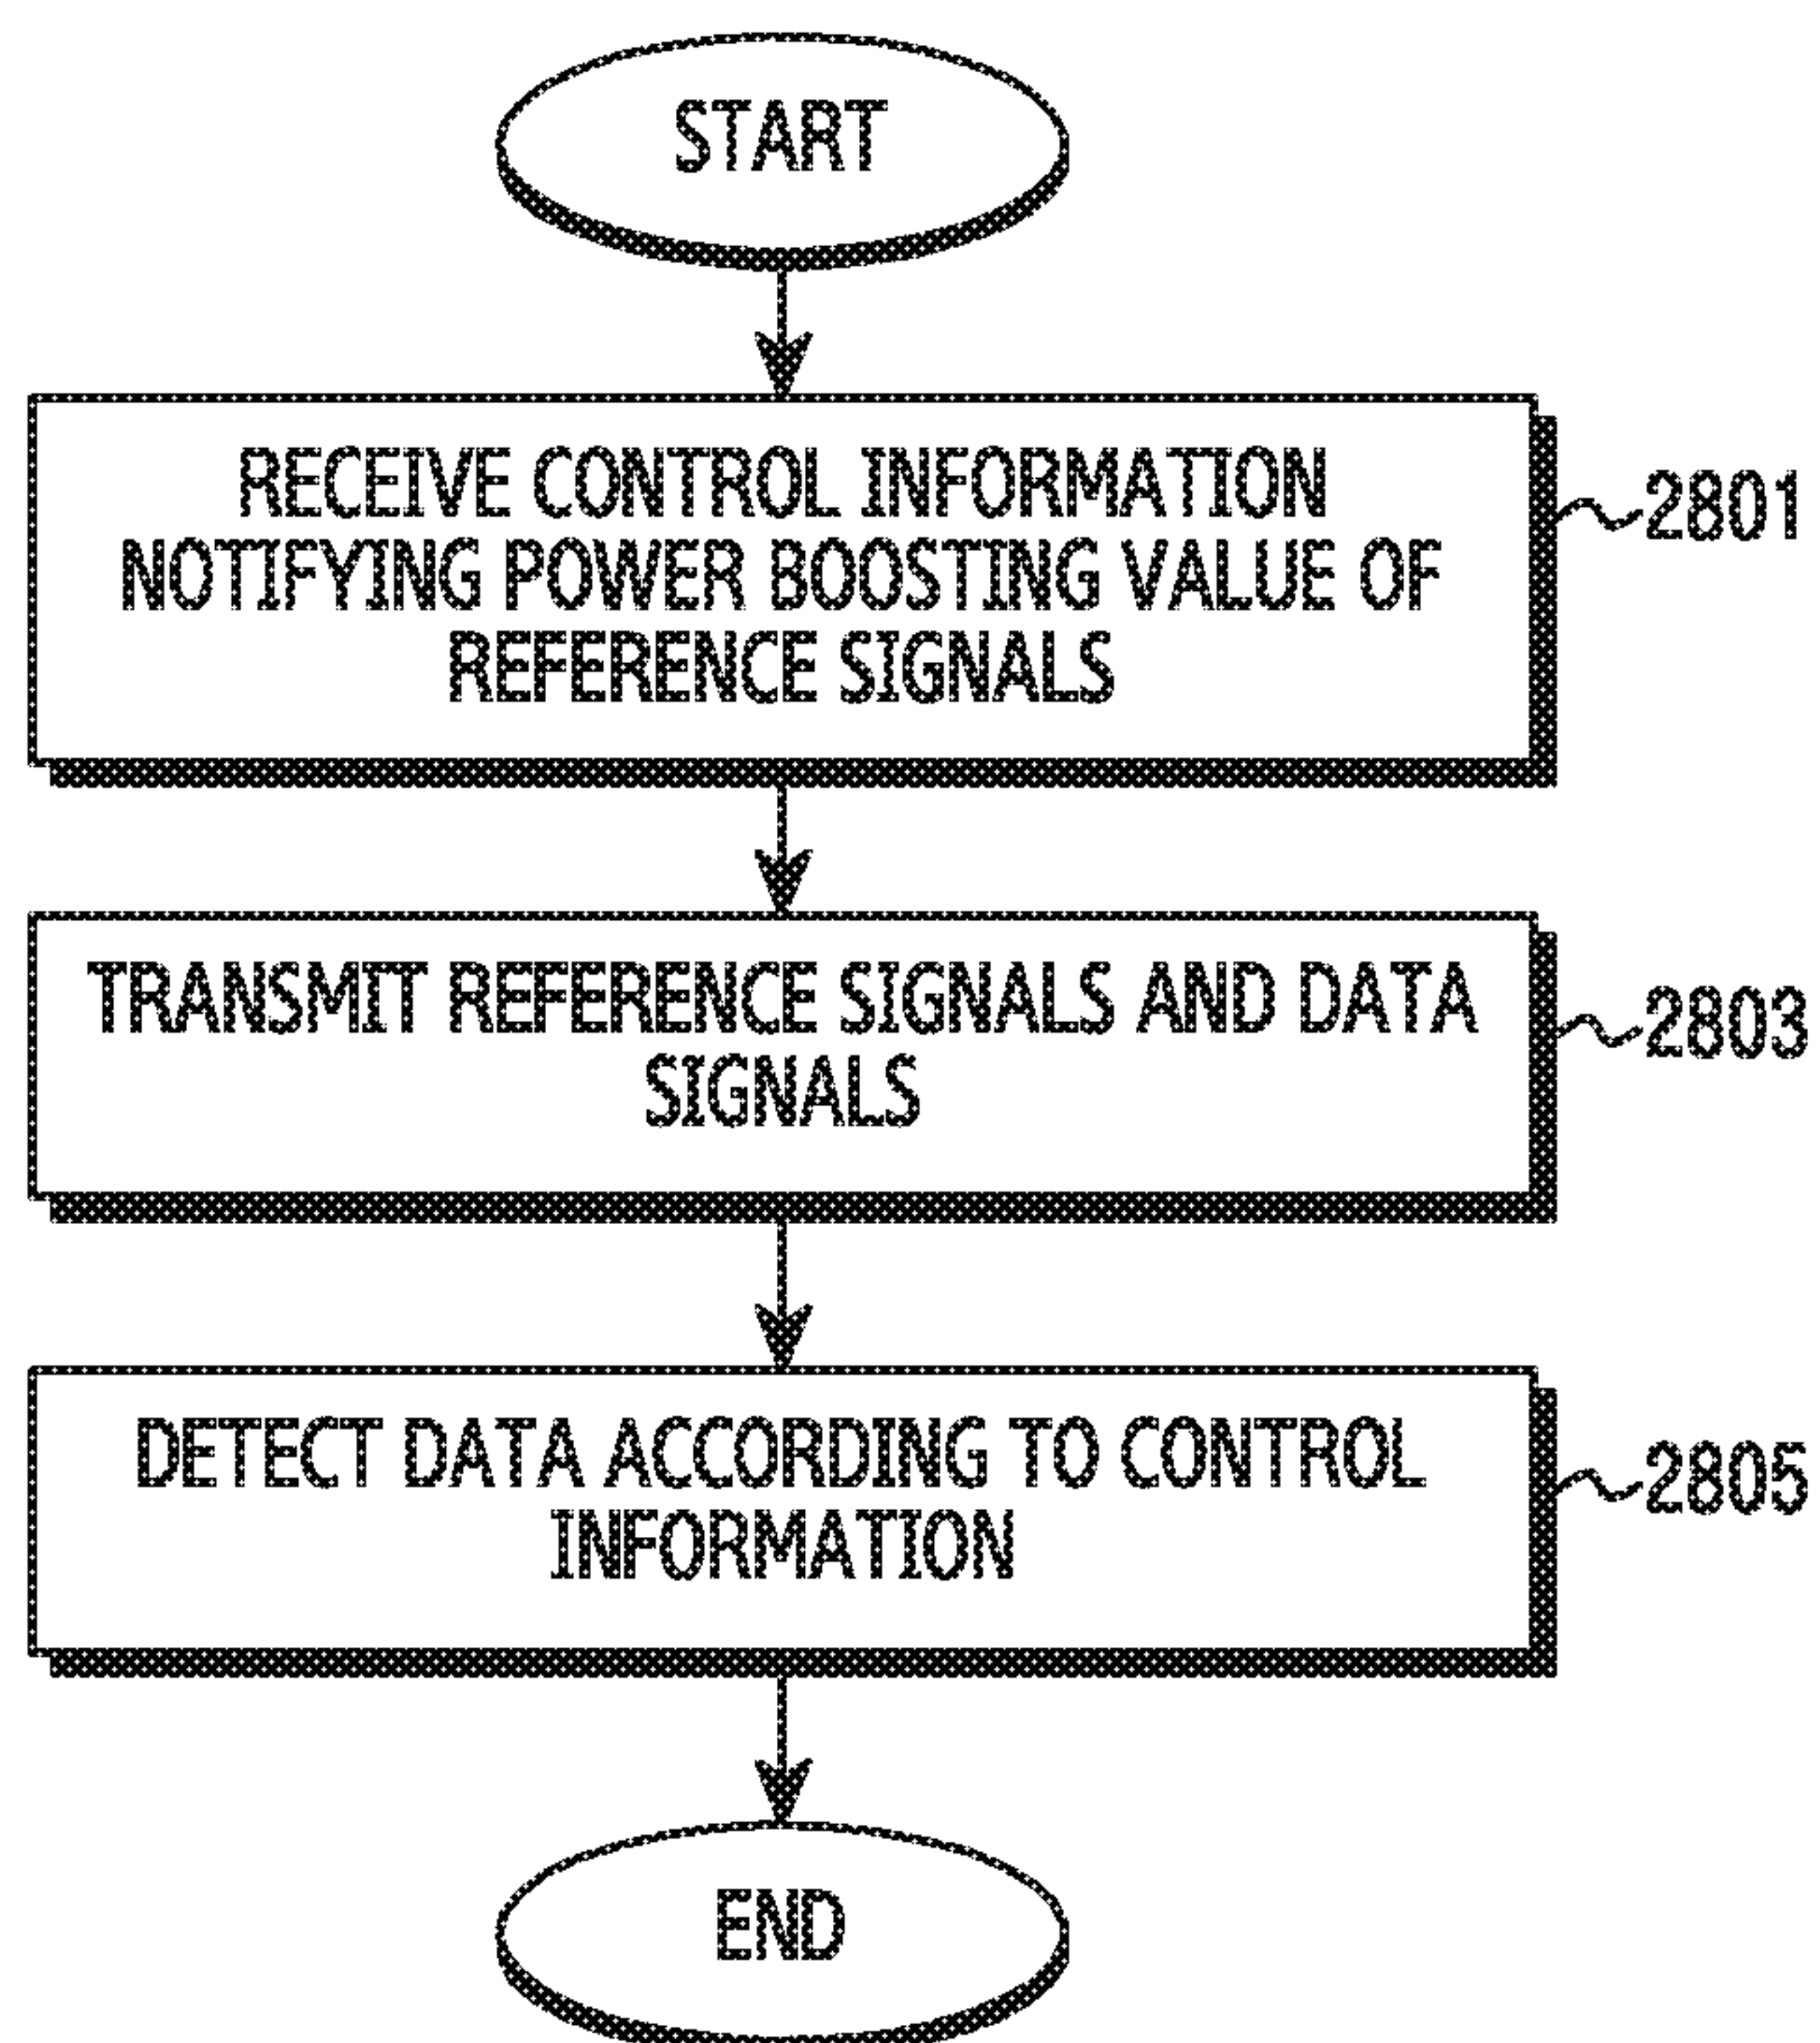 START
RECEIVE CONTROL INFORMATION
NOTIFYING POWER BOOSTING VALUE OF
REFERENCE SIGNALS
2801
TRANSMIT REFERENCE SIGNALS AND DATA
SIGNALS
2803
DETECT DATA ACCORDING TO CONTROL
INFORMATION
2805
END